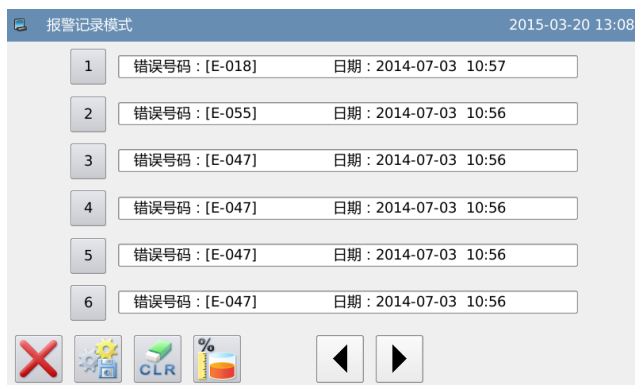 报警记录模式 2015-03-20 13:08
1 错误号码：[E-018] 日期：2014-07-03 10:57
2 错误号码：[E-055] 日期：2014-07-03 10:56
3 错误号码：[E-047] 日期：2014-07-03 10:56
4 错误号码：[E-047] 日期：2014-07-03 10:56
5 错误号码：[E-047] 日期：2014-07-03 10:56
6 错误号码：[E-047] 日期：2014-07-03 10:56
CLR %